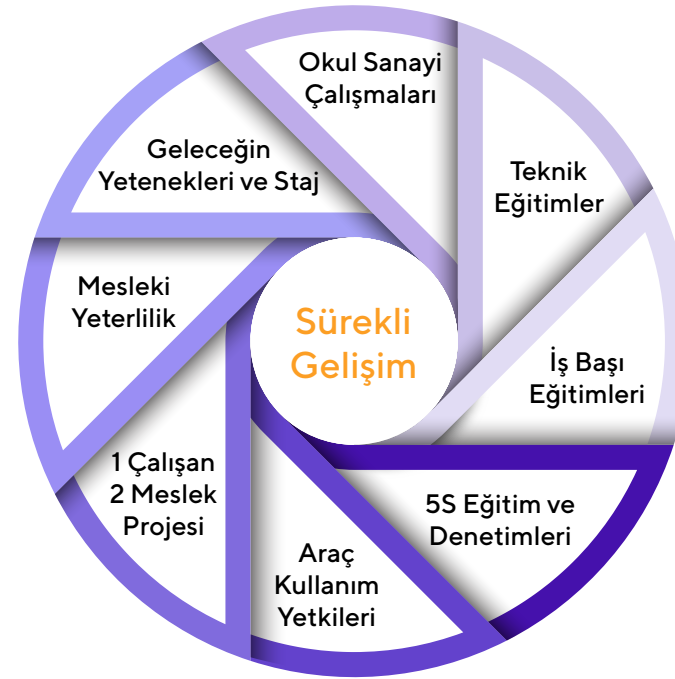 Okul Sanayi
Çalışmaları
Teknik
Eğitimler
İş Başı
Eğitimleri
5S Eğitim ve
Denetimleri
Araç
Kullanım
Yetkileri
1 Çalışan
2 Meslek
Projesi
Mesleki
Yeterlilik
Geleceğin
Yetenekleri ve Staj
Sürekli
Gelişim